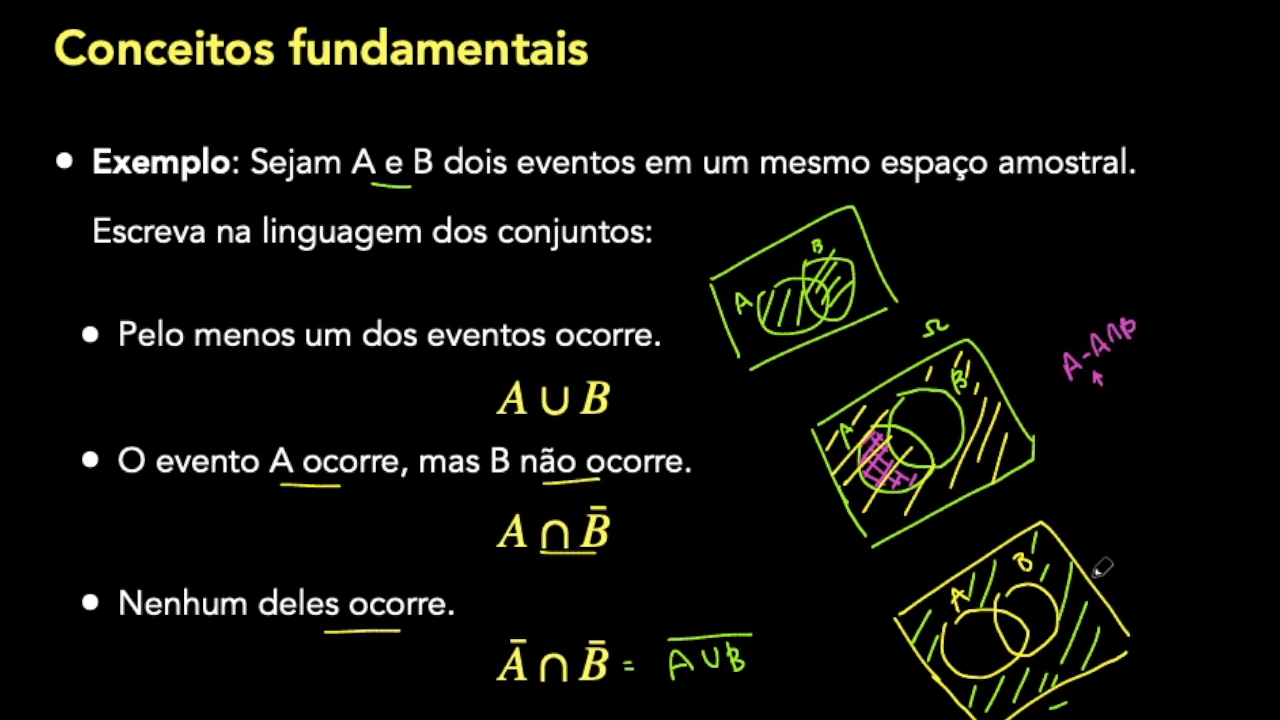 Conceitos fundamentais
• Exemplo: Sejam A e B dois eventos em um mesmo espaço amostral.
Escreva na linguagem dos conjuntos:
A B
• Pelo menos um dos eventos ocorre.
Ω
A - A∩B
A ∪ B
A B
• O evento A ocorre, mas B não ocorre.
A ∩ B̄
A B
• Nenhum deles ocorre.
Ā ∩ B̄ = \overline{A ∪ B}